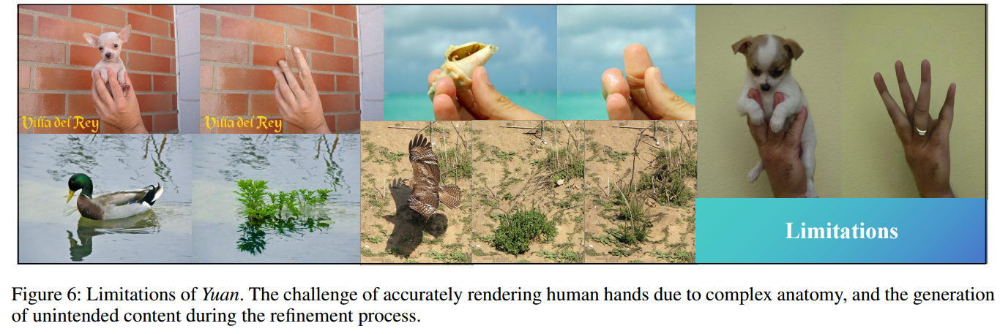 Villa del Rey
Villa del Rey
Limitations
Figure 6: Limitations of Yuan. The challenge of accurately rendering human hands due to complex anatomy, and the generation
of unintended content during the refinement process.